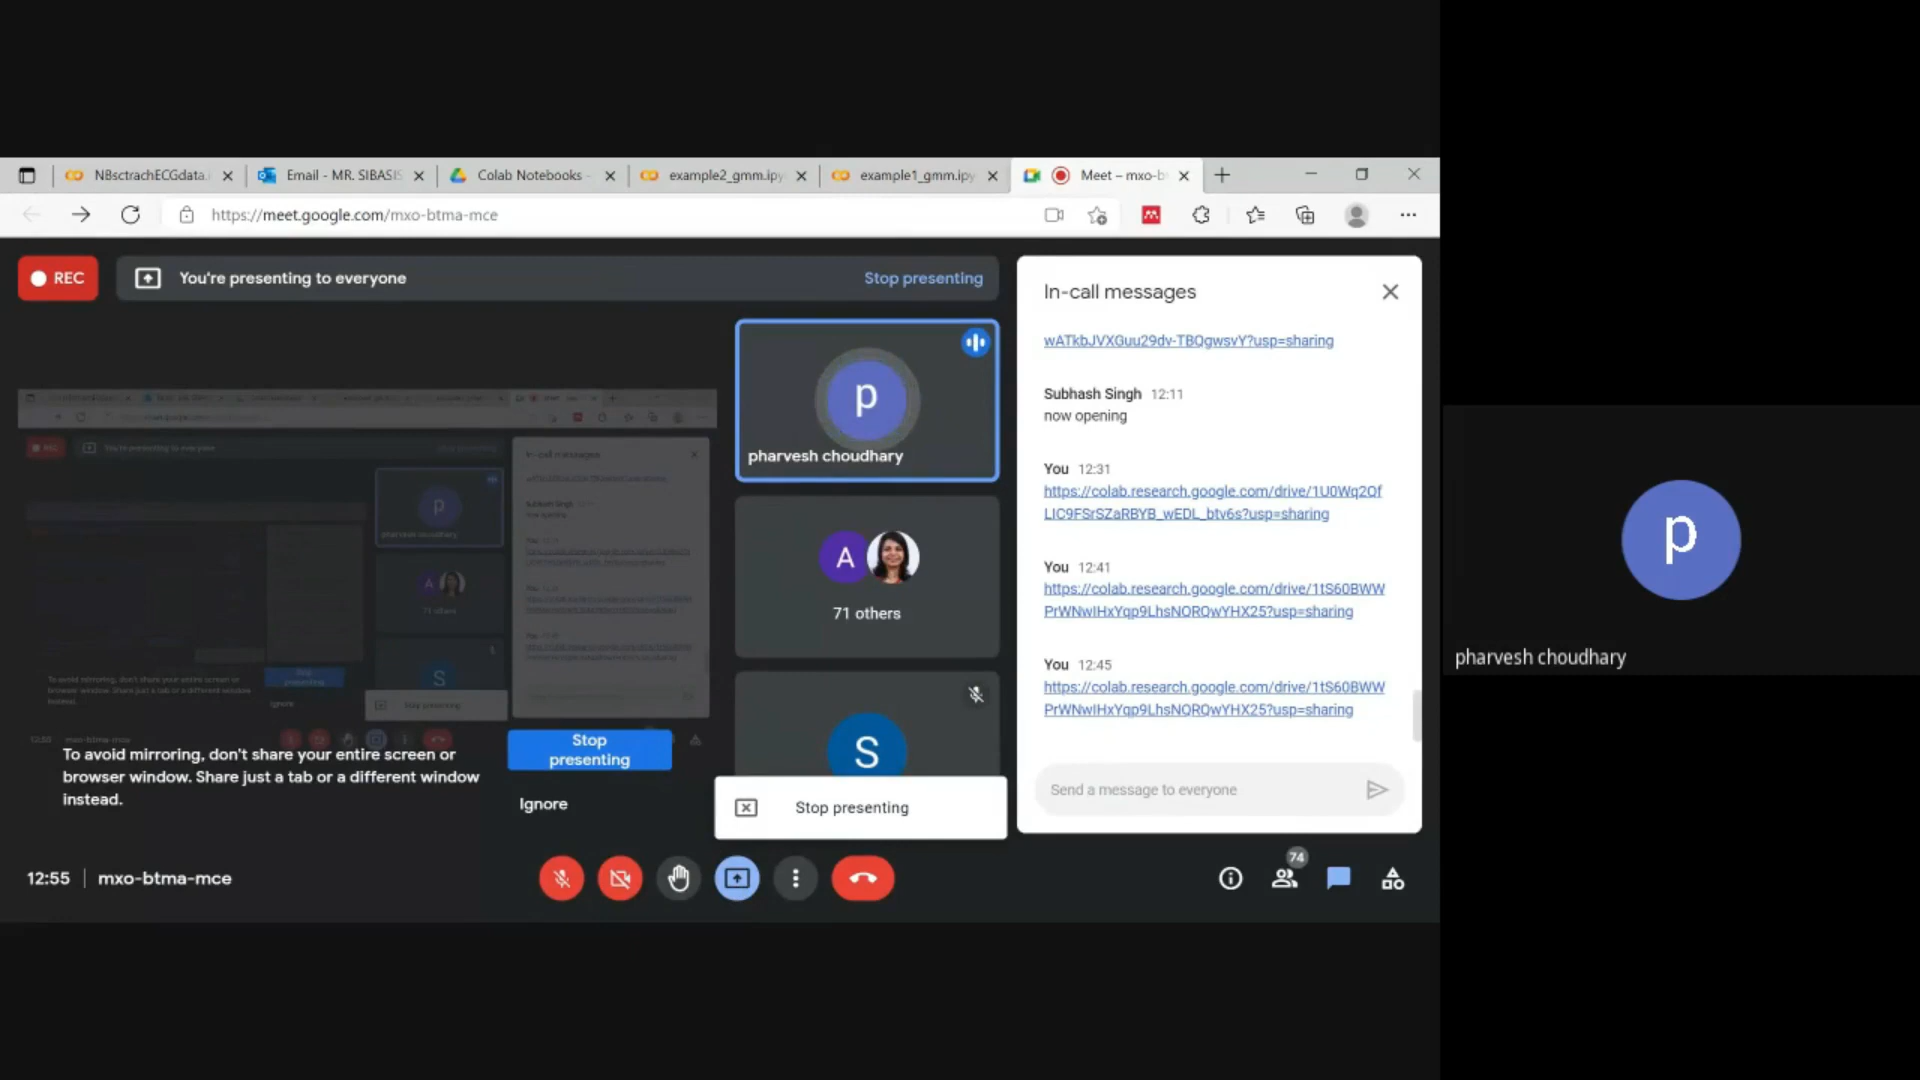 NBsctrachECGdata.
Email - MR. SIBASIS
Colab Notebooks -
example2_gmm.ipy
example1_gmm.ipy
Meet – mxo-b
https://meet.google.com/mxo-btma-mce
REC
You're presenting to everyone
Stop presenting
In-call messages
wATkbJVXGuu29dv-TBQgwsvY?usp=sharing
Subhash Singh 12:11
now opening
You 12:31
https://colab.research.google.com/drive/1U0Wq2Of
LIC9FSrSZaRBYB_wEDL_btv6s?usp=sharing
You 12:41
https://colab.research.google.com/drive/1tS60BWW
PrWNwIHxYqp9LhsNQRQwYHX25?usp=sharing
You 12:45
https://colab.research.google.com/drive/1tS60BWW
PrWNwIHxYqp9LhsNQRQwYHX25?usp=sharing
Send a message to everyone
p
pharvesh choudhary
A
71 others
S
Stop presenting
To avoid mirroring, don't share your entire screen or
browser window. Share just a tab or a different window
instead.
Stop
presenting
Ignore
12:55 | mxo-btma-mce
74
p
pharvesh choudhary